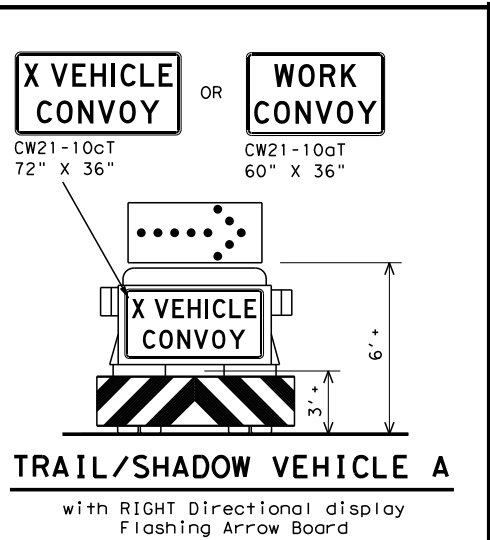 X VEHICLE
CONVOY
OR
WORK
CONVOY
CW21-10cT
72" X 36"
CW21-10aT
60" X 36"
X VEHICLE
CONVOY
6'+
3'+
TRAIL/SHADOW VEHICLE A
with RIGHT Directional display
Flashing Arrow Board